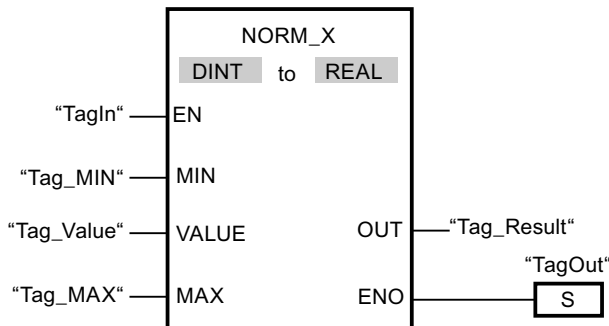 NORM_X
DINT to REAL
“TagIn“ EN
“Tag_MIN“ MIN
“Tag_Value“ VALUE OUT “Tag_Result“
“TagOut“
“Tag_MAX“ MAX ENO S